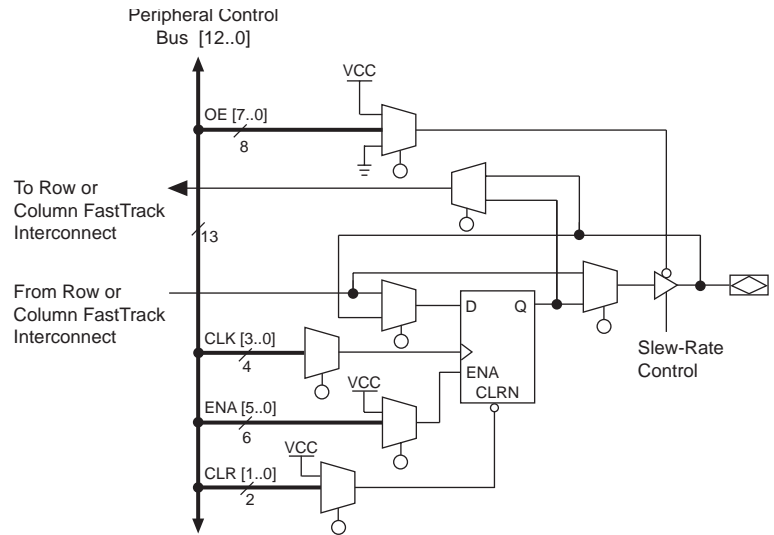 Peripheral Control
Bus [12..0]
VCC
OE [7..0]
8
To Row or
Column FastTrack
Interconnect
13
From Row or
Column FastTrack
Interconnect
D
Q
CLK [3..0]
4
ENA
CLRN
Slew-Rate
Control
VCC
ENA [5..0]
6
VCC
CLR [1..0]
2